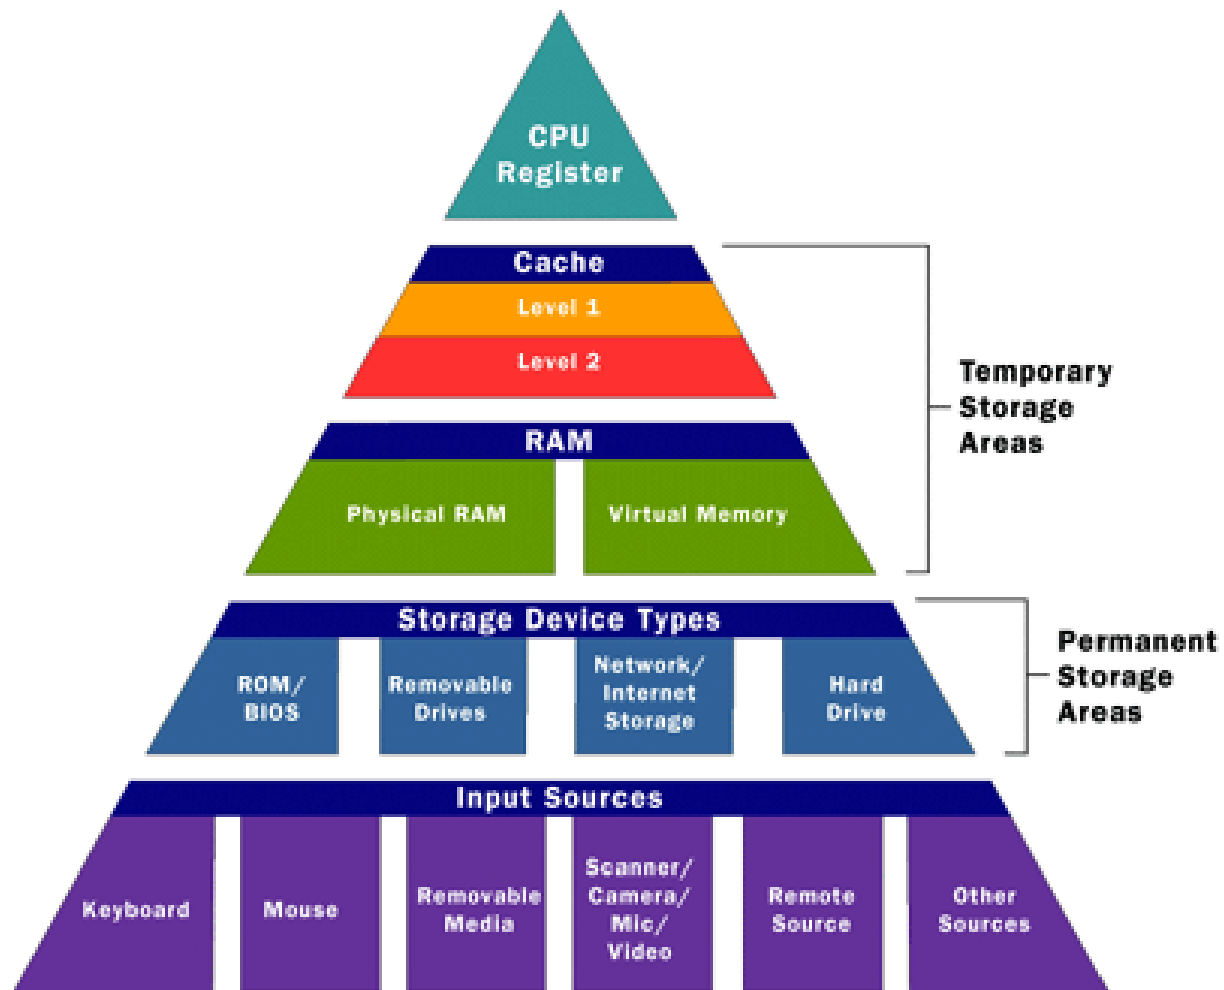 CPU
Register
Cache
Level 1
Level 2
Temporary
Storage
Areas
RAM
Physical RAM
Virtual Memory
Storage Device Types
ROM/
BIOS
Removable
Drives
Network/
Internet
Storage
Hard
Drive
Permanent
Storage
Areas
Input Sources
Keyboard
Mouse
Removable
Media
Scanner/
Camera/
Mic/
Video
Remote
Source
Other
Sources